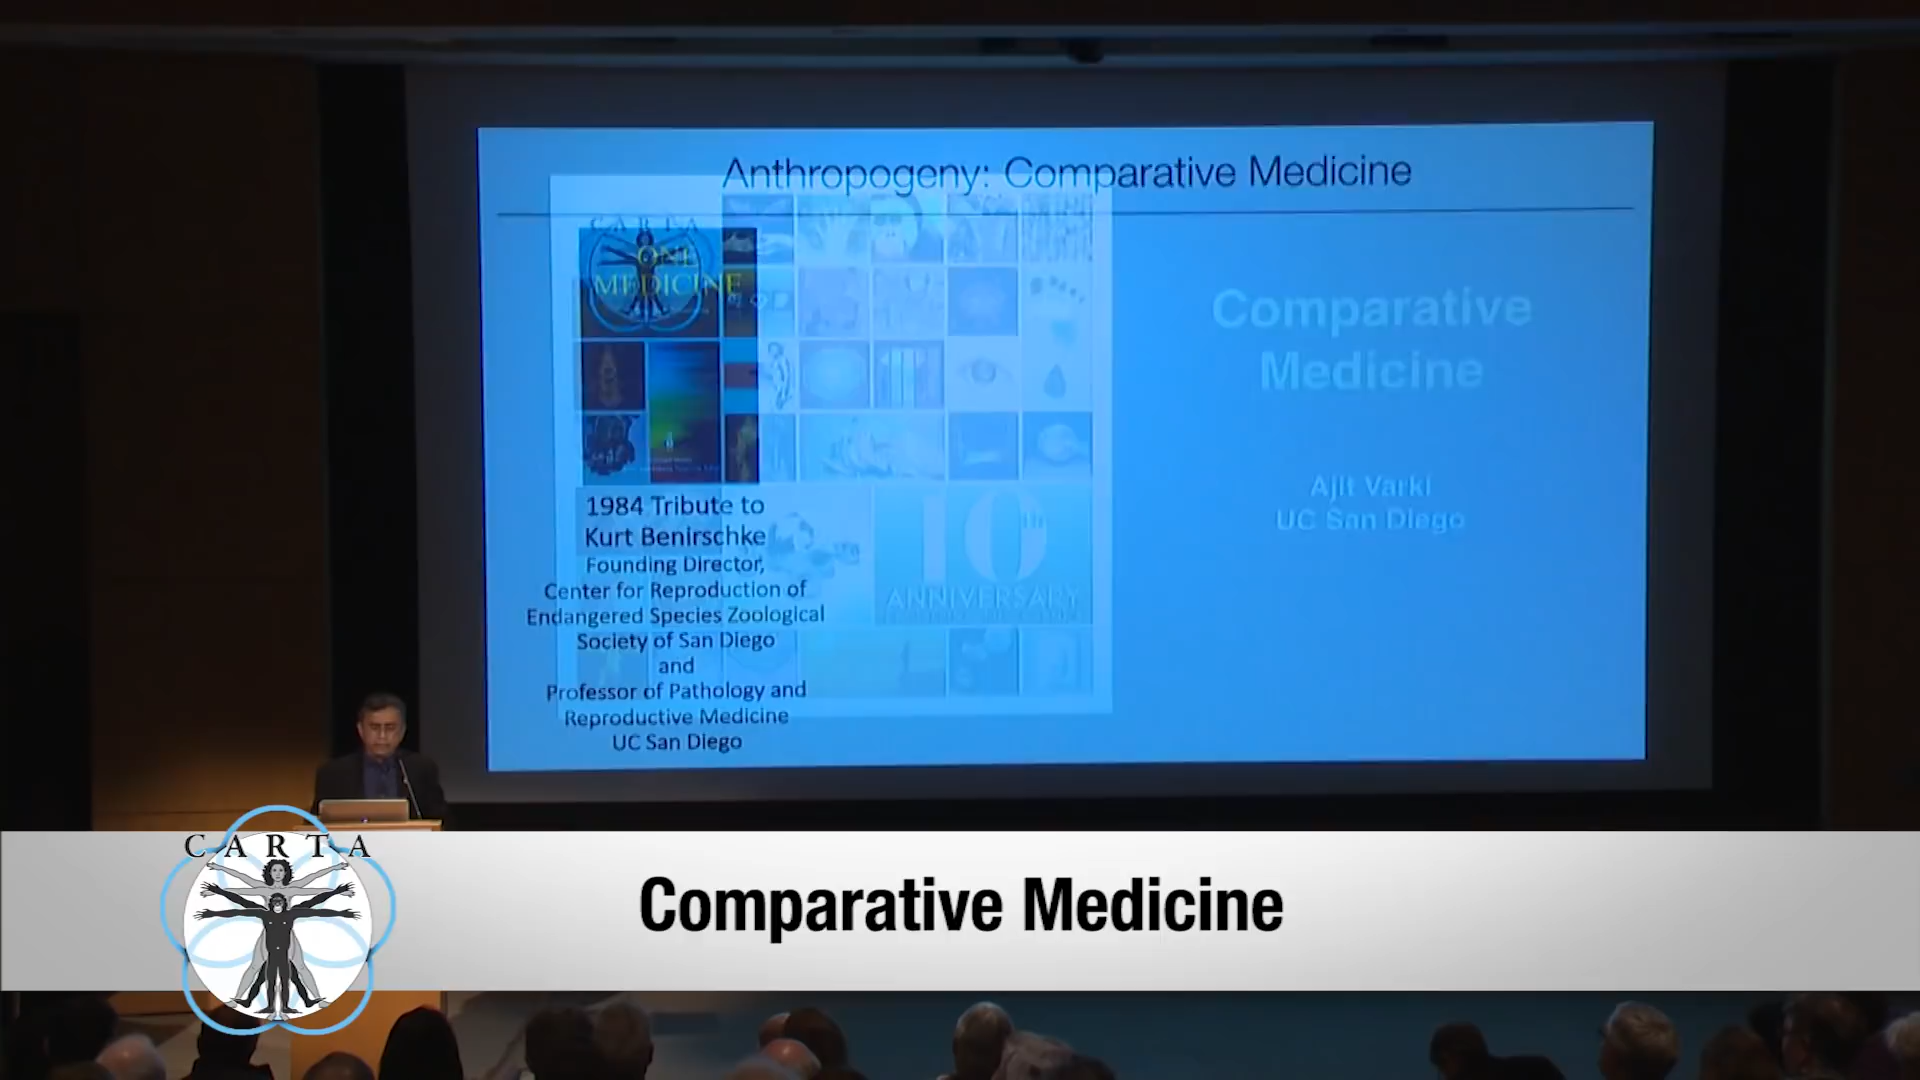 Anthropogeny: Comparative Medicine
CARTA
ONE
MEDICINE
1984 Tribute to
Kurt Benirschke
Founding Director,
Center for Reproduction of
Endangered Species Zoological
Society of San Diego
and
Professor of Pathology and
Reproductive Medicine
UC San Diego
10th
ANNIVERSARY
Comparative
Medicine
Ajit Varki
UC San Diego
CARTA
Comparative Medicine